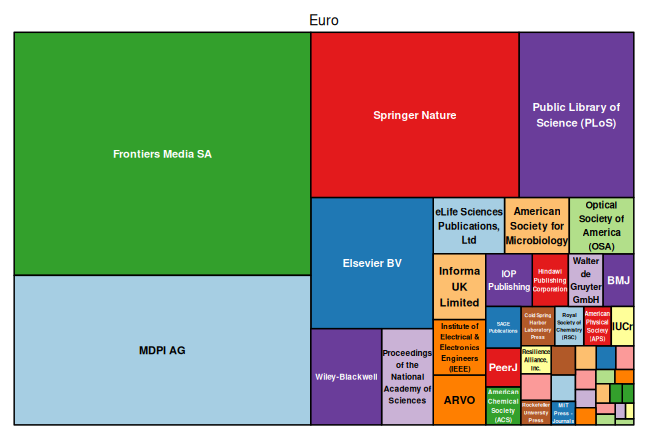 Euro
Frontiers Media SA
Springer Nature
Public Library of
Science (PLoS)
MDPI AG
Elsevier BV
eLife Sciences
Publications,
Ltd
American
Society for
Microbiology
Optical
Society of
America
(OSA)
Informa
UK
Limited
IOP
Publishing
Hindawi
Publishing
Corporation
Walter
de
Gruyter
GmbH
BMJ
Wiley-Blackwell
Proceedings
of the
National
Academy of
Sciences
Institute of
Electrical &
Electronics
Engineers
(IEEE)
SAGE
Publications
Cold Spring
Harbor
Laboratory
Press
Royal
Society of
Chemistry
(RSC)
American
Physical
Society
(APS)
IUCr
ARVO
PeerJ
Resilience
Alliance,
Inc.
American
Chemical
Society
(ACS)
Rockefeller
University
Press
MIT
Press -
Journals